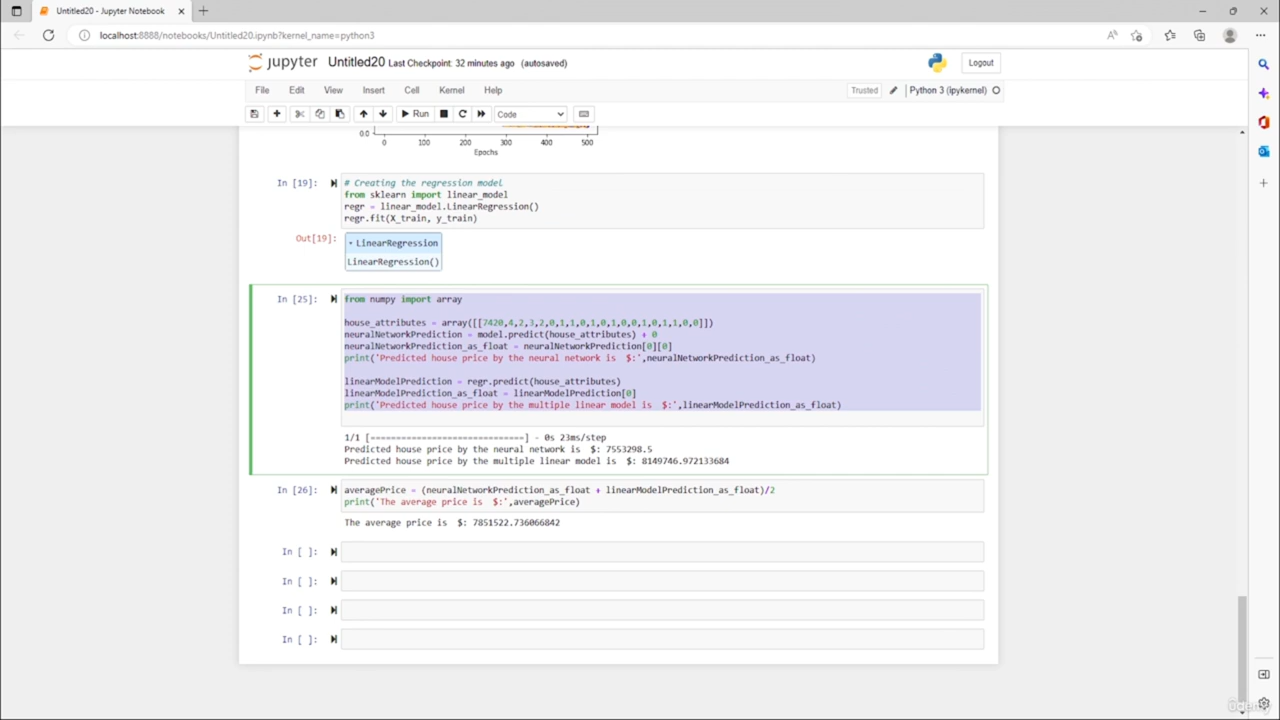 Untitled20 - Jupyter Notebook
localhost:8888/notebooks/Untitled20.ipynb?kernel_name=python3
jupyter Untitled20 Last Checkpoint: 32 minutes ago (autosaved)
Logout
File Edit View Insert Cell Kernel Help
Trusted
Python 3 (ipykernel)
Run
Code
0.0
0 100 200 300 400 500
Epochs
In [19]:
# Creating the regression model
from sklearn import linear_model
regr = linear_model.LinearRegression()
regr.fit(X_train, y_train)
Out[19]:
LinearRegression
LinearRegression()
In [25]:
from numpy import array
house_attributes = array([[7420,4,2,3,2,0,1,1,0,1,0,1,0,0,1,0,1,1,0,0]])
neuralNetworkPrediction = model.predict(house_attributes) + 0
neuralNetworkPrediction_as_float = neuralNetworkPrediction[0][0]
print('Predicted house price by the neural network is  $:',neuralNetworkPrediction_as_float)
linearModelPrediction = regr.predict(house_attributes)
linearModelPrediction_as_float = linearModelPrediction[0]
print('Predicted house price by the multiple linear model is  $:',linearModelPrediction_as_float)
1/1 [==============================] - 0s 23ms/step
Predicted house price by the neural network is  $: 7553298.5
Predicted house price by the multiple linear model is  $: 8149746.972133684
In [26]:
averagePrice = (neuralNetworkPrediction_as_float + linearModelPrediction_as_float)/2
print('The average price is  $:',averagePrice)
The average price is  $: 7851522.736066842
In [ ]:
In [ ]:
In [ ]:
In [ ]:
ûdemy